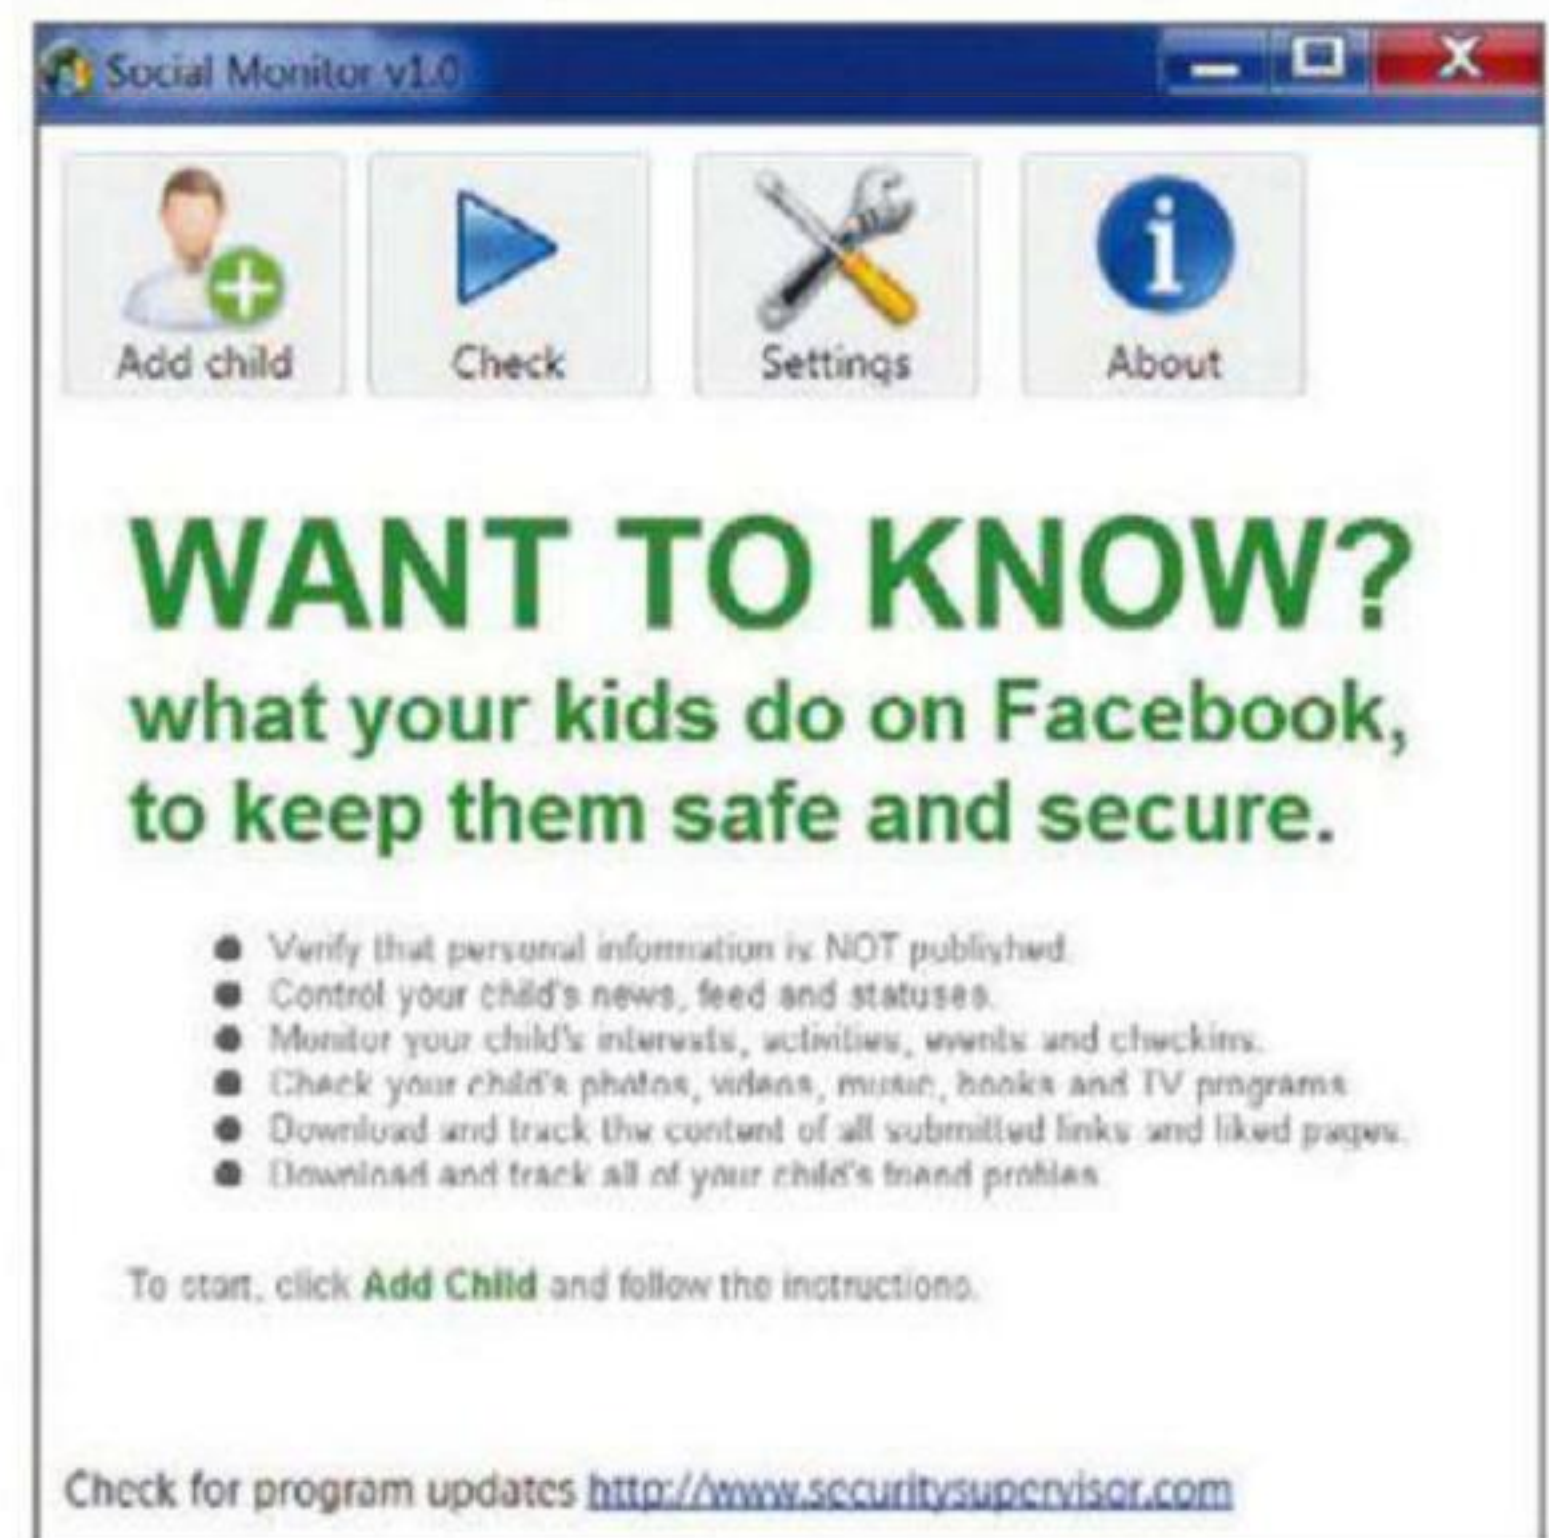 Social Monitor v1.0
Add child
Check
Settings
About
WANT TO KNOW?
what your kids do on Facebook,
to keep them safe and secure.
● Verify that personal information is NOT published.
● Control your child's news, feed and statuses.
● Monitor your child's interests, activities, events and checkins.
● Check your child's photos, videos, music, books and TV programs
● Download and track the content of all submitted links and liked pages.
● Download and track all of your child's friend profiles.
To start, click Add Child and follow the instructions.
Check for program updates http://www.securitysupervisor.com